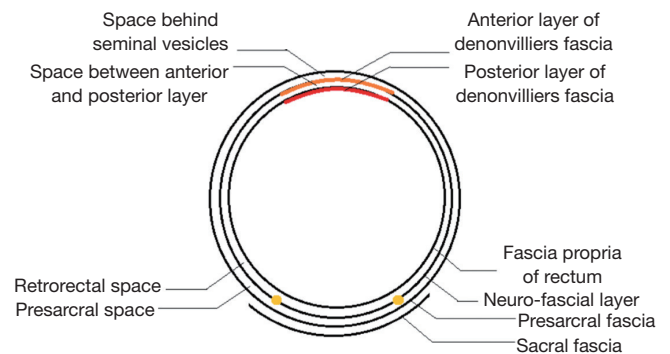 Space behind
seminal vesicles
Space between anterior
and posterior layer
Anterior layer of
denonvilliers fascia
Posterior layer of
denonvilliers fascia
Retrorectal space
Presarcral space
Fascia propria
of rectum
Neuro-fascial layer
Presarcral fascia
Sacral fascia